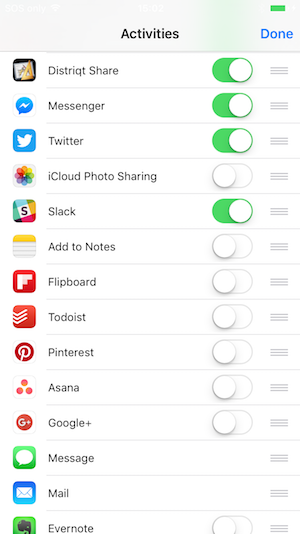 Activities
Done
Distriqt Share
Messenger
Twitter
iCloud Photo Sharing
Slack
Add to Notes
Flipboard
Todoist
Pinterest
Asana
Google+
Message
Mail
Evernote